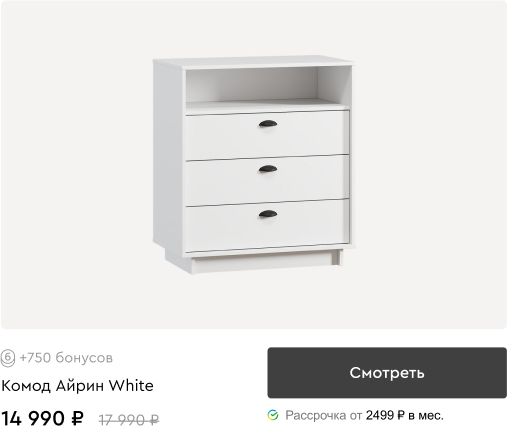 6 +750 бонусов
Комод Айрин White
14 990 ₽ 17 990 ₽
Смотреть
Рассрочка от 2499 ₽ в мес.